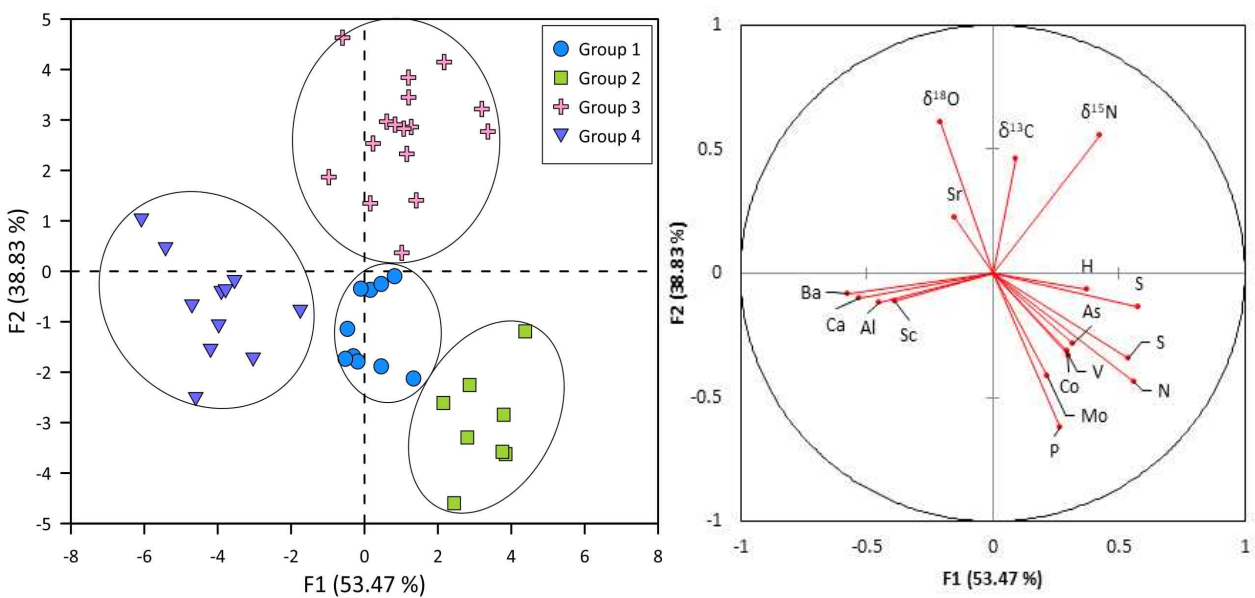 5
4
3
2
1
0
-1
-2
-3
-4
-5
-8
-6
-4
-2
0
2
4
6
8
F2 (38.83 %)
F1 (53.47 %)
Group 1
Group 2
Group 3
Group 4
1
0.5
0
-0.5
-1
-1
-0.5
0
0.5
1
F2 (38.83 %)
F1 (53.47 %)
δ¹⁸O
δ¹³C
δ¹⁵N
Sr
H
S
Ba
Ca
Al
Sc
As
S
V
Co
N
Mo
P